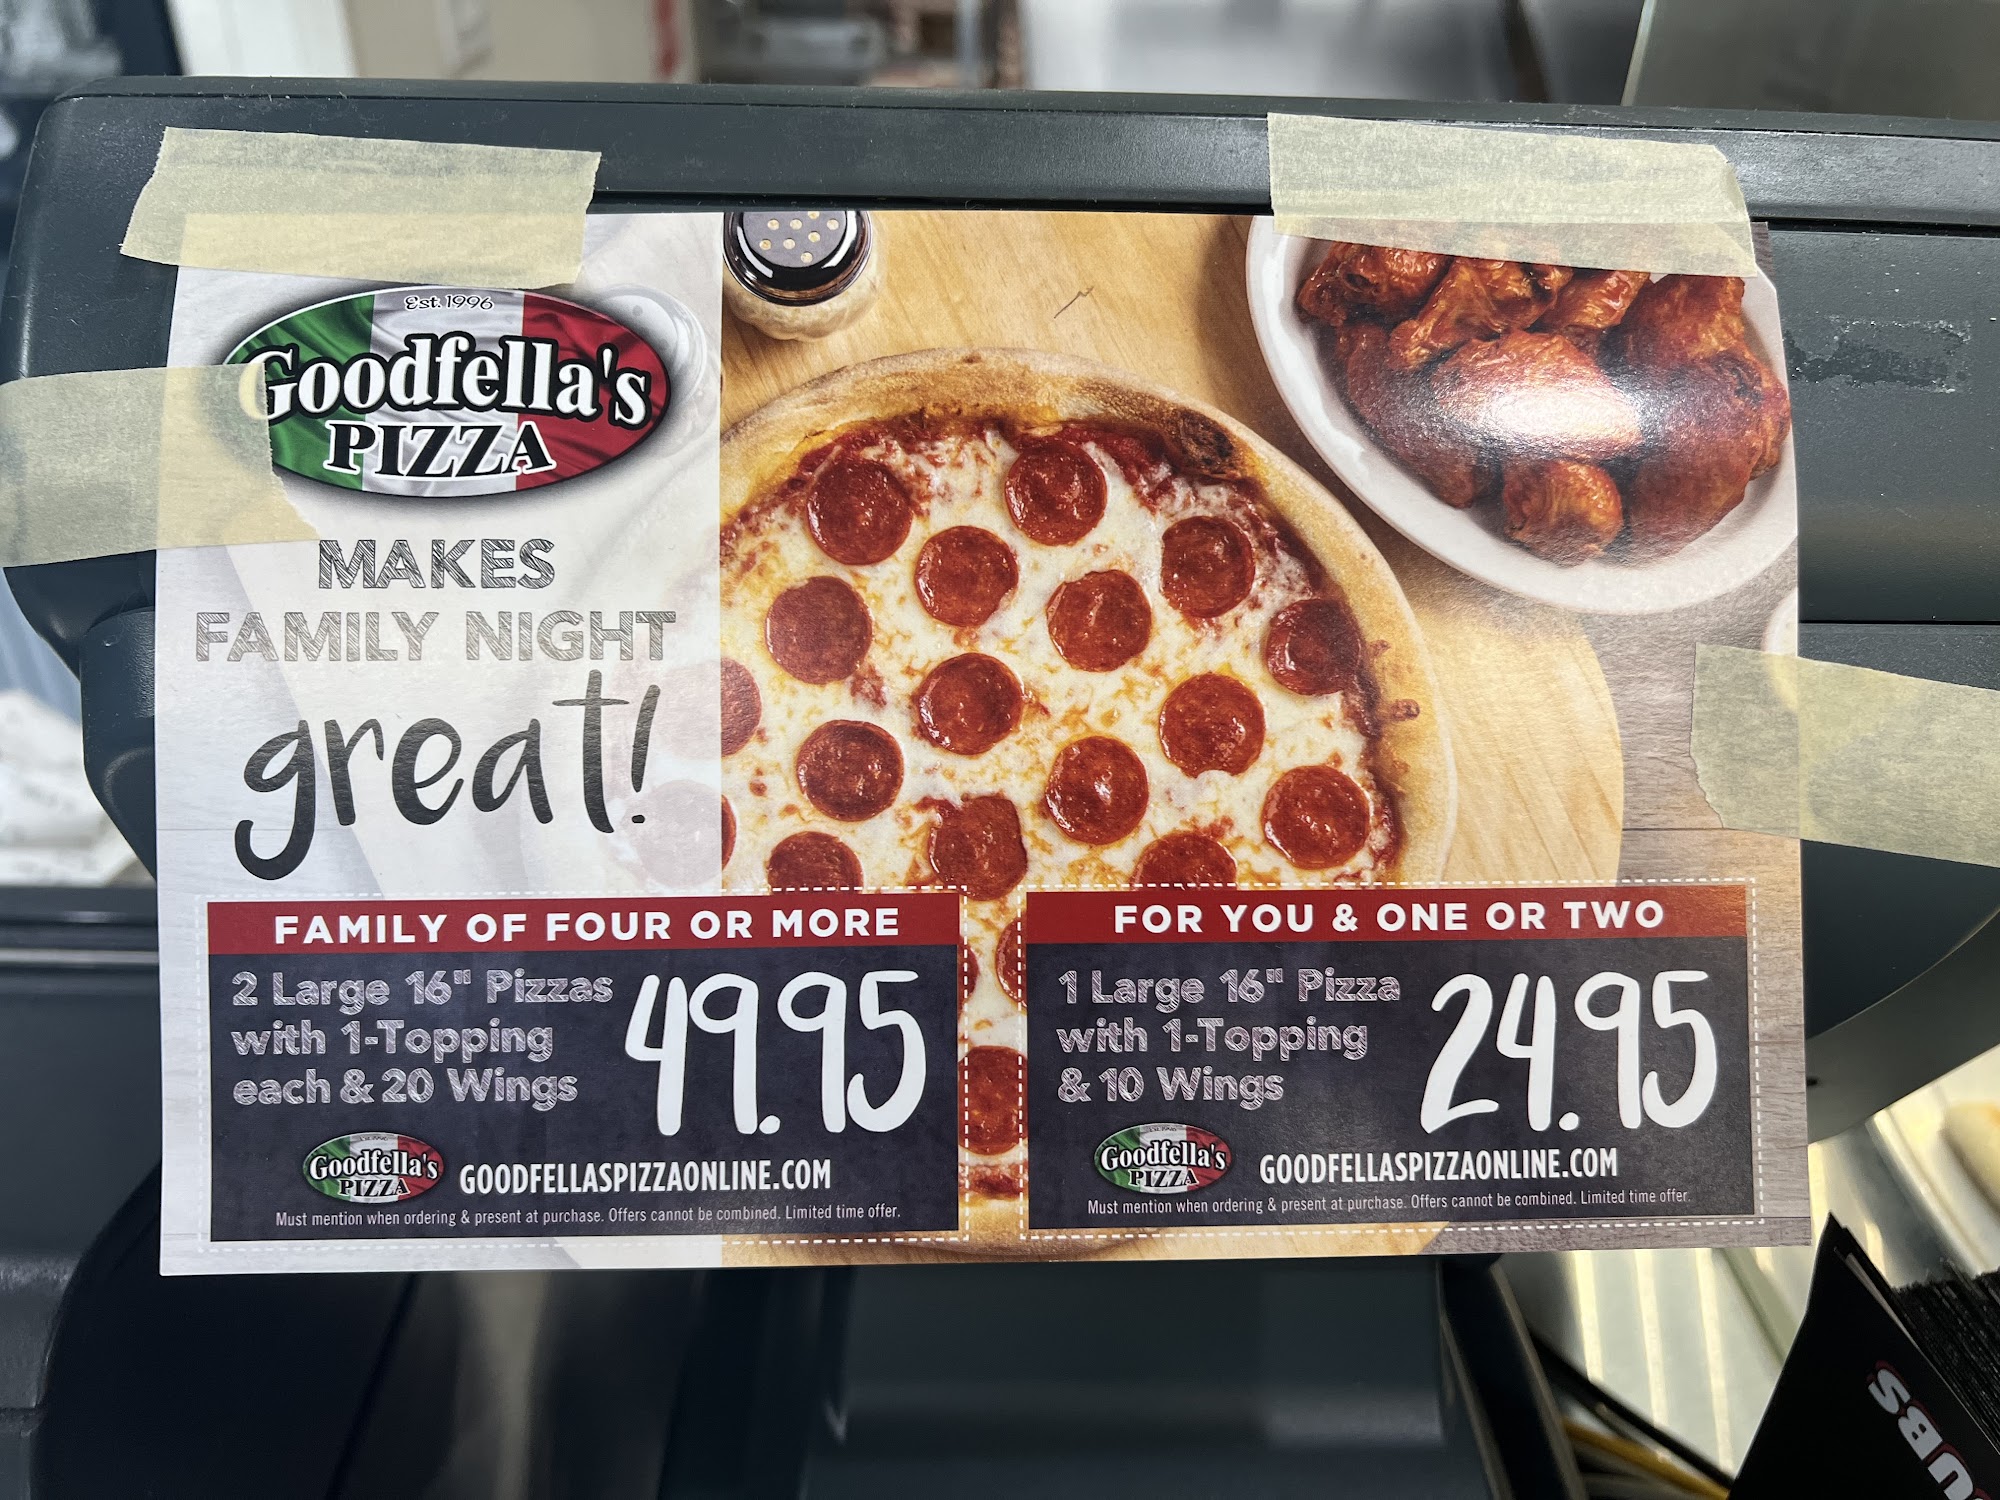 Est. 1996
Goodfella's
PIZZA
MAKES
FAMILY NIGHT
great!
FAMILY OF FOUR OR MORE
2 Large 16" Pizzas
with 1-Topping
each & 20 Wings
49.95
Goodfella's
PIZZA
GOODFELLASPIZZAONLINE.COM
Must mention when ordering & present at purchase. Offers cannot be combined. Limited time offer.
FOR YOU & ONE OR TWO
1 Large 16" Pizza
with 1-Topping
& 10 Wings
24.95
Goodfella's
PIZZA
GOODFELLASPIZZAONLINE.COM
Must mention when ordering & present at purchase. Offers cannot be combined. Limited time offer.
UBS